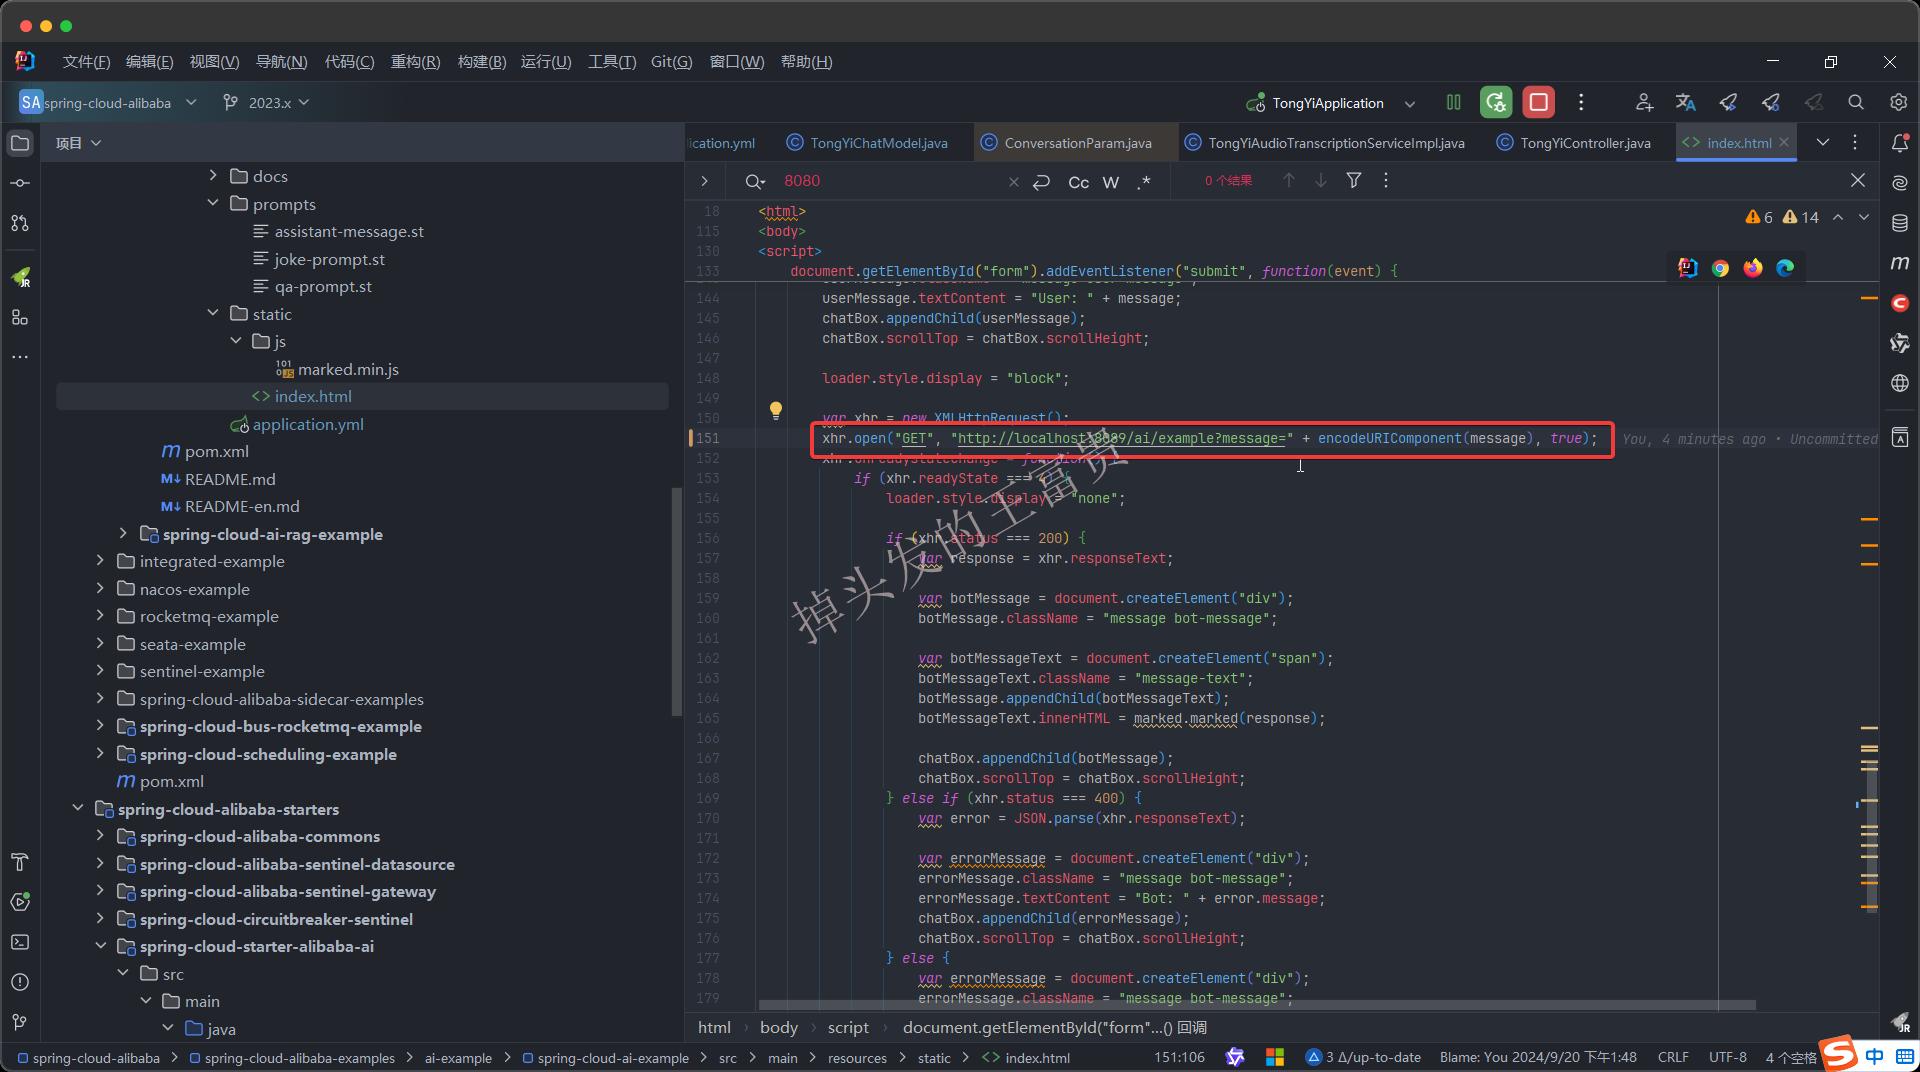 文件(F) 编辑(E) 视图(V) 导航(N) 代码(C) 重构(R) 构建(B) 运行(U) 工具(T) Git(G) 窗口(W) 帮助(H)
SA spring-cloud-alibaba 2023.x TongYiApplication
项目
lication.yml TongYiChatModel.java ConversationParam.java TongYiAudioTranscriptionServiceImpl.java TongYiController.java index.html
8080 Cc W .* 0 个结果
docs
prompts
assistant-message.st
joke-prompt.st
qa-prompt.st
static
js
marked.min.js
index.html
application.yml
pom.xml
README.md
README-en.md
spring-cloud-ai-rag-example
integrated-example
nacos-example
rocketmq-example
seata-example
sentinel-example
spring-cloud-alibaba-sidecar-examples
spring-cloud-bus-rocketmq-example
spring-cloud-scheduling-example
pom.xml
spring-cloud-alibaba-starters
spring-cloud-alibaba-commons
spring-cloud-alibaba-sentinel-datasource
spring-cloud-alibaba-sentinel-gateway
spring-cloud-circuitbreaker-sentinel
spring-cloud-starter-alibaba-ai
src
main
java
6 14
18 <html>
115 <body>
130 <script>
133 document.getElementById("form").addEventListener("submit", function(event) {
144 userMessage.textContent = "User: " + message;
145 chatBox.appendChild(userMessage);
146 chatBox.scrollTop = chatBox.scrollHeight;
147
148 loader.style.display = "block";
149
150 var xhr = new XMLHttpRequest();
151 xhr.open("GET", "http://localhost:8089/ai/example?message=" + encodeURIComponent(message), true); You, 4 minutes ago • Uncommitted
152 xhr.onreadystatechange = function() {
153 if (xhr.readyState === 4) {
154 loader.style.display = "none";
155
156 if (xhr.status === 200) {
157 var response = xhr.responseText;
158
159 var botMessage = document.createElement("div");
160 botMessage.className = "message bot-message";
161
162 var botMessageText = document.createElement("span");
163 botMessageText.className = "message-text";
164 botMessage.appendChild(botMessageText);
165 botMessageText.innerHTML = marked.marked(response);
166
167 chatBox.appendChild(botMessage);
168 chatBox.scrollTop = chatBox.scrollHeight;
169 } else if (xhr.status === 400) {
170 var error = JSON.parse(xhr.responseText);
171
172 var errorMessage = document.createElement("div");
173 errorMessage.className = "message bot-message";
174 errorMessage.textContent = "Bot: " + error.message;
175 chatBox.appendChild(errorMessage);
176 chatBox.scrollTop = chatBox.scrollHeight;
177 } else {
178 var errorMessage = document.createElement("div");
179 errorMessage.className = "message bot-message";
掉头发的王富贵
html body script document.getElementById("form"...() 回调
spring-cloud-alibaba spring-cloud-alibaba-examples ai-example spring-cloud-ai-example src main resources static index.html 151:106 3 Δ/up-to-date Blame: You 2024/9/20 下午1:48 CRLF UTF-8 4 个空格 中